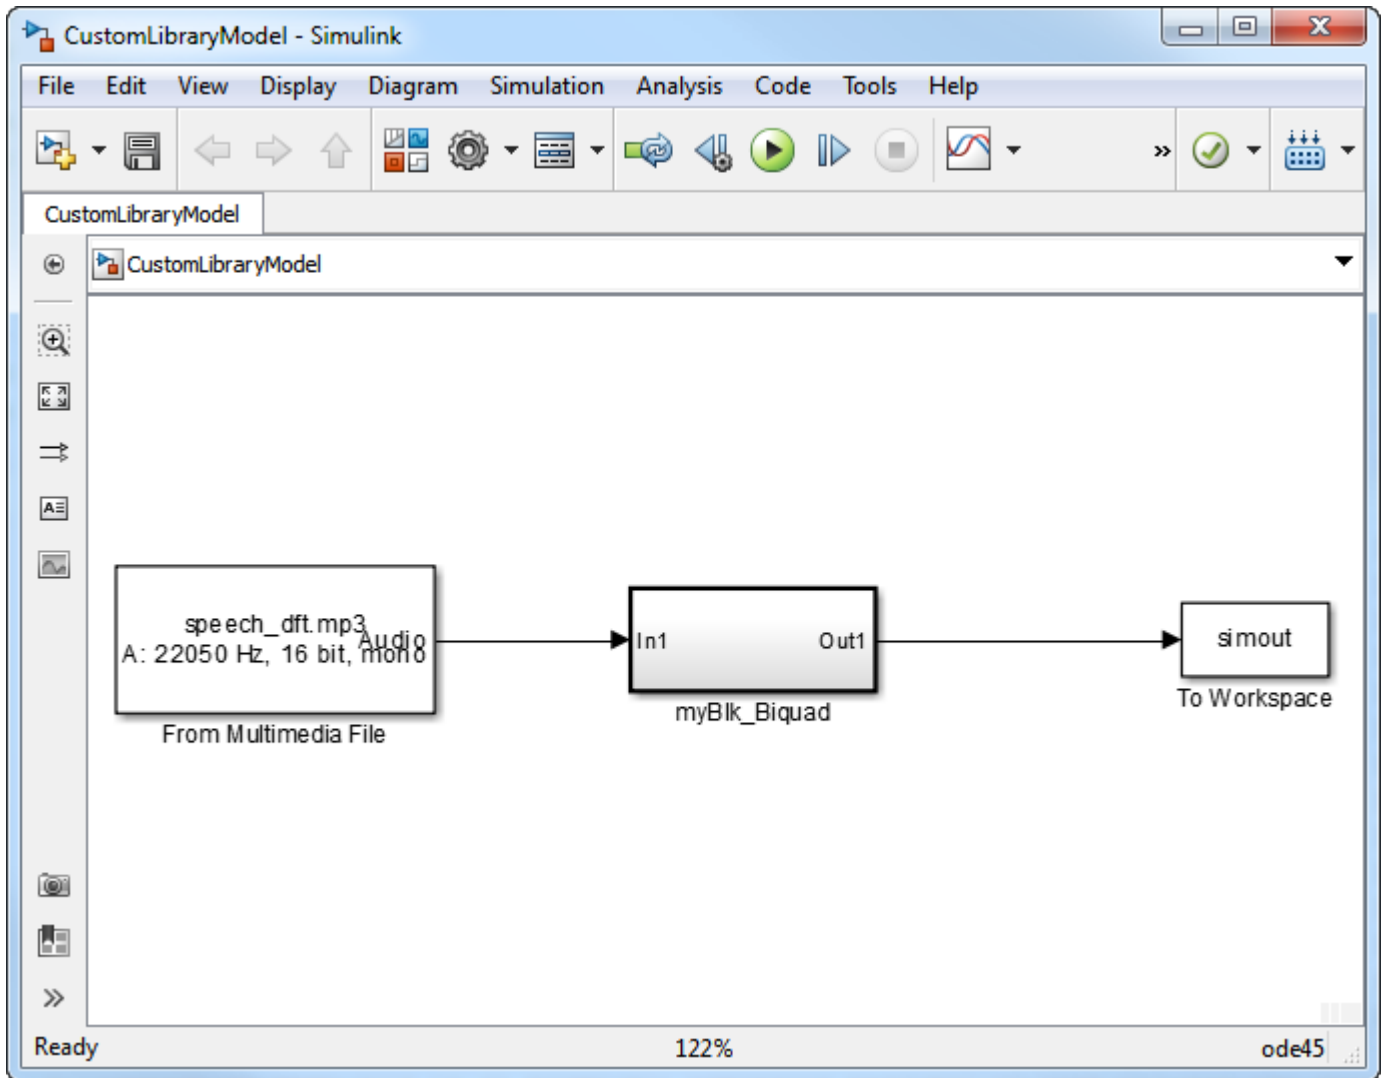 CustomLibraryModel - Simulink
File Edit View Display Diagram Simulation Analysis Code Tools Help
CustomLibraryModel
CustomLibraryModel
speech_dft.mp3
Audio
A: 22050 Hz, 16 bit, mono
From Multimedia File
In1 Out1
myBlk_Biquad
simout
To Workspace
Ready 122% ode45